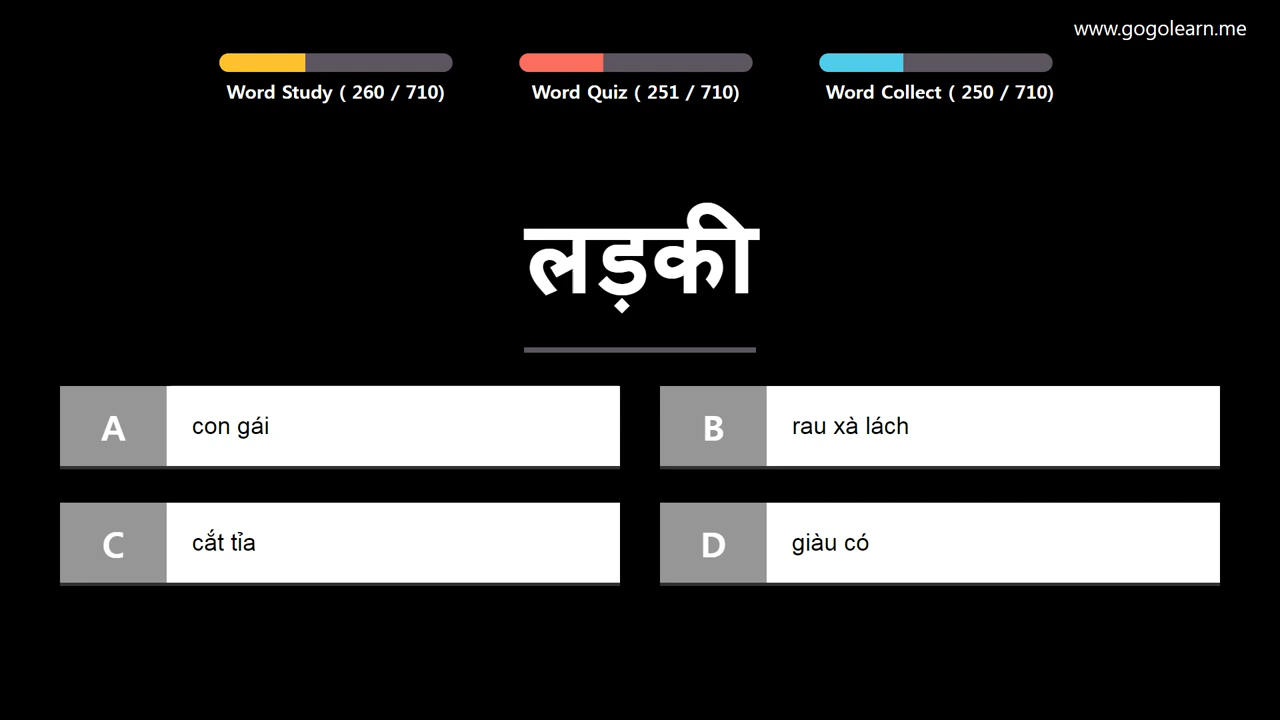 www.gogolearn.me
Word Study ( 260 / 710)
Word Quiz ( 251 / 710)
Word Collect ( 250 / 710)
लड़की
A
con gái
B
rau xà lách
C
cắt tỉa
D
giàu có